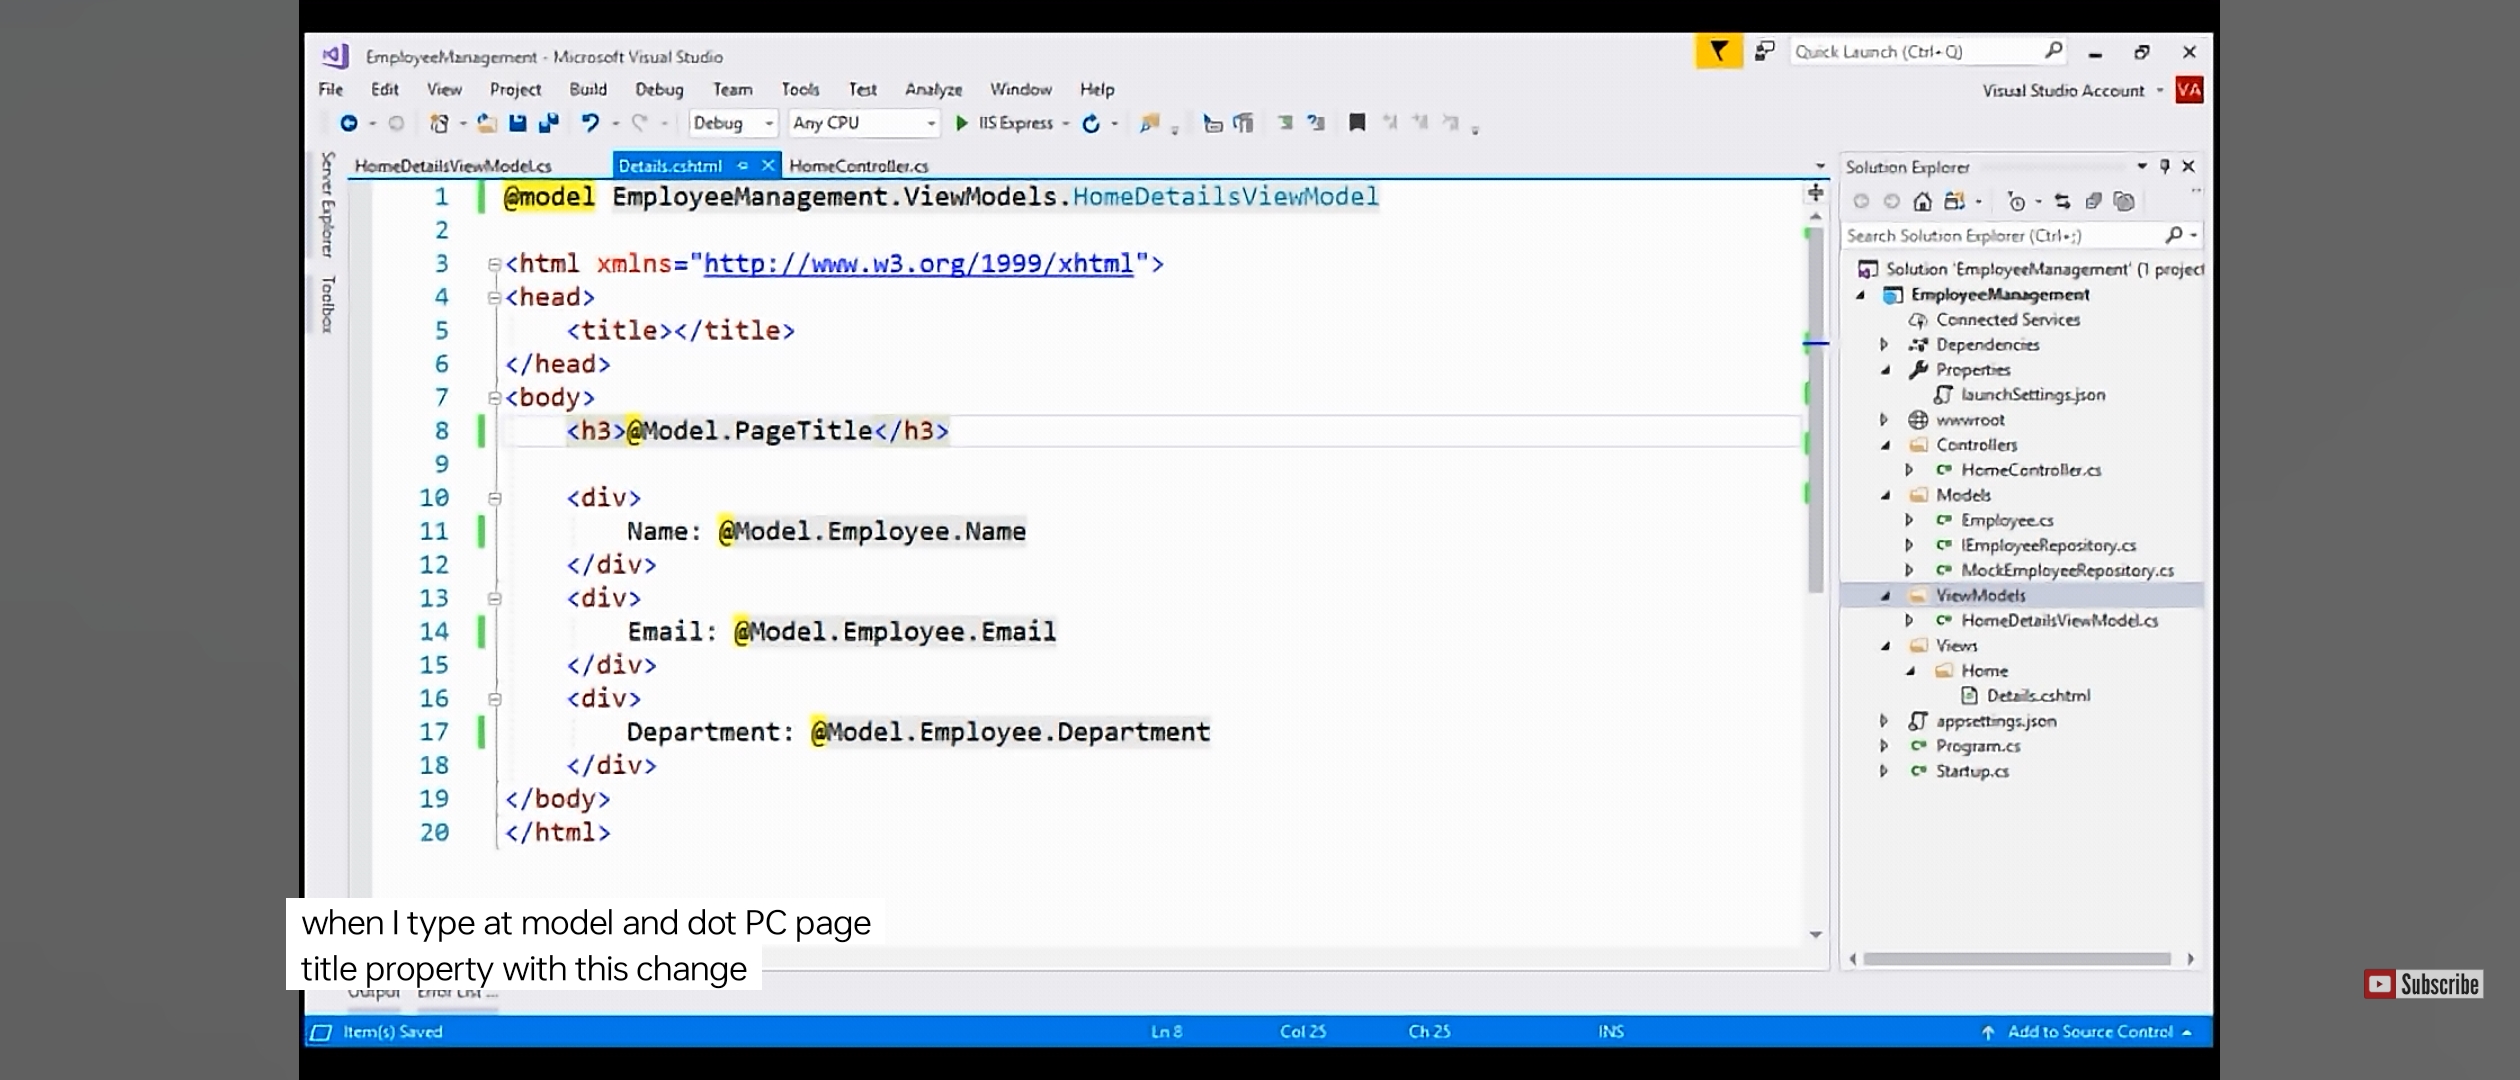 EmployeeManagement - Microsoft Visual Studio
Quick Launch (Ctrl+Q)
File Edit View Project Build Debug Team Tools Test Analyze Window Help
Visual Studio Account VA
Debug Any CPU IIS Express
Server Explorer
Toolbox
HomeDetailsViewModel.cs Details.cshtml HomeController.cs
1 @model EmployeeManagement.ViewModels.HomeDetailsViewModel
2
3 <html xmlns="http://www.w3.org/1999/xhtml">
4 <head>
5 <title></title>
6 </head>
7 <body>
8 <h3>@Model.PageTitle</h3>
9
10 <div>
11 Name: @Model.Employee.Name
12 </div>
13 <div>
14 Email: @Model.Employee.Email
15 </div>
16 <div>
17 Department: @Model.Employee.Department
18 </div>
19 </body>
20 </html>
Solution Explorer
Search Solution Explorer (Ctrl+;)
Solution 'EmployeeManagement' (1 project
EmployeeManagement
Connected Services
Dependencies
Properties
launchSettings.json
wwwroot
Controllers
HomeController.cs
Models
Employee.cs
IEmployeeRepository.cs
MockEmployeeRepository.cs
ViewModels
HomeDetailsViewModel.cs
Views
Home
Details.cshtml
appsettings.json
Program.cs
Startup.cs
when I type at model and dot PC page
title property with this change
Output Error List ...
Subscribe
Item(s) Saved Ln 8 Col 25 Ch 25 INS Add to Source Control